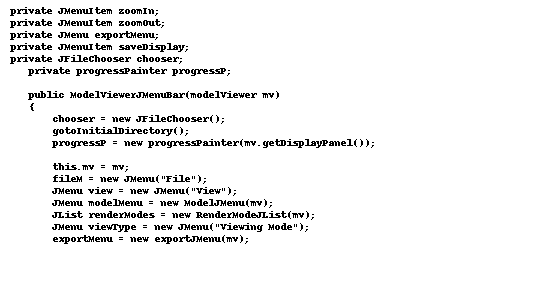 private JMenuItem zoomIn;
private JMenuItem zoomOut;
private JMenu exportMenu;
private JMenuItem saveDisplay;
private JFileChooser chooser;
private progressPainter progressP;
public ModelViewerJMenuBar(modelViewer mv)
{
chooser = new JFileChooser();
gotoInitialDirectory();
progressP = new progressPainter(mv.getDisplayPanel());
this.mv = mv;
fileM = new JMenu("File");
JMenu view = new JMenu("View");
JMenu modelMenu = new ModelJMenu(mv);
JList renderModes = new RenderModeJList(mv);
JMenu viewType = new JMenu("Viewing Mode");
exportMenu = new exportJMenu(mv);